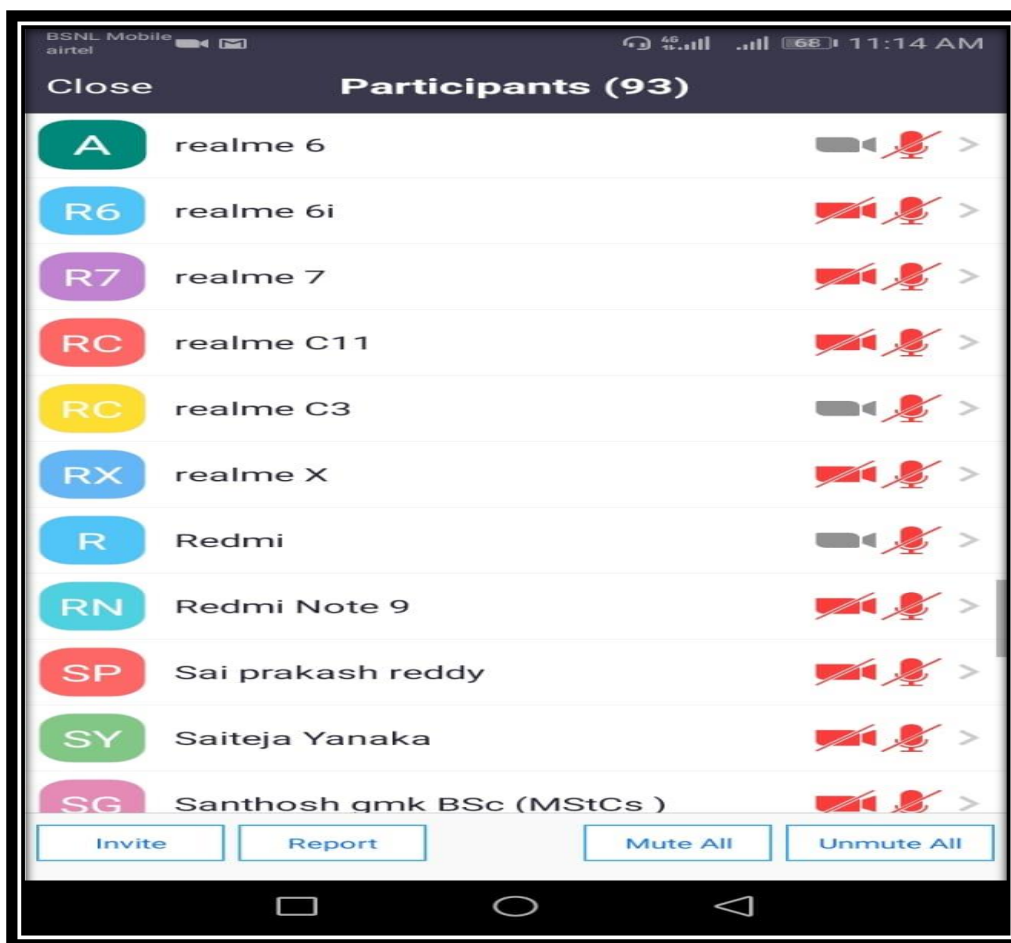 BSNL Mobile
airtel
4G 68 11:14 AM
Close Participants (93)
A realme 6
R6 realme 6i
R7 realme 7
RC realme C11
RC realme C3
RX realme X
R Redmi
RN Redmi Note 9
SP Sai prakash reddy
SY Saiteja Yanaka
SG Santhosh gmk BSc (MStCs )
Invite Report Mute All Unmute All